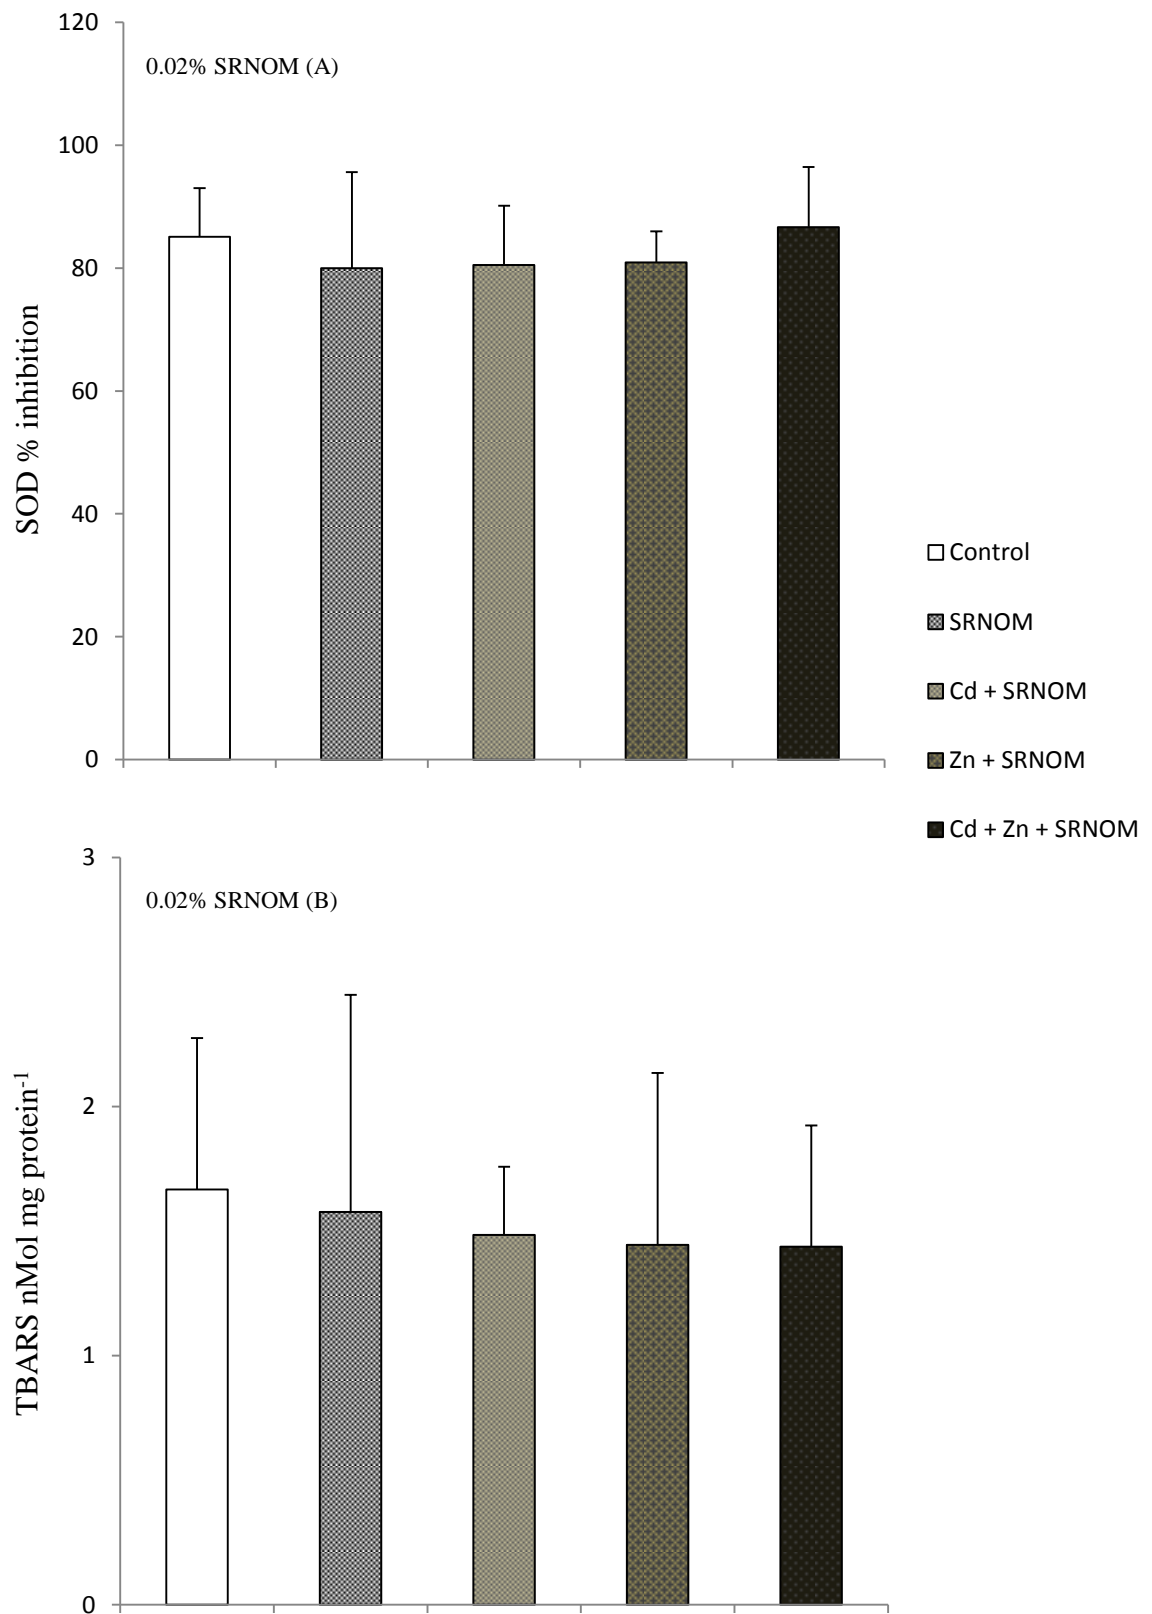 120
0.02% SRNOM (A)
100
80
60
40
20
0
SOD % inhibition
Control
SRNOM
Cd + SRNOM
Zn + SRNOM
Cd + Zn + SRNOM
3
0.02% SRNOM (B)
2
1
0
TBARS nMol mg protein⁻¹